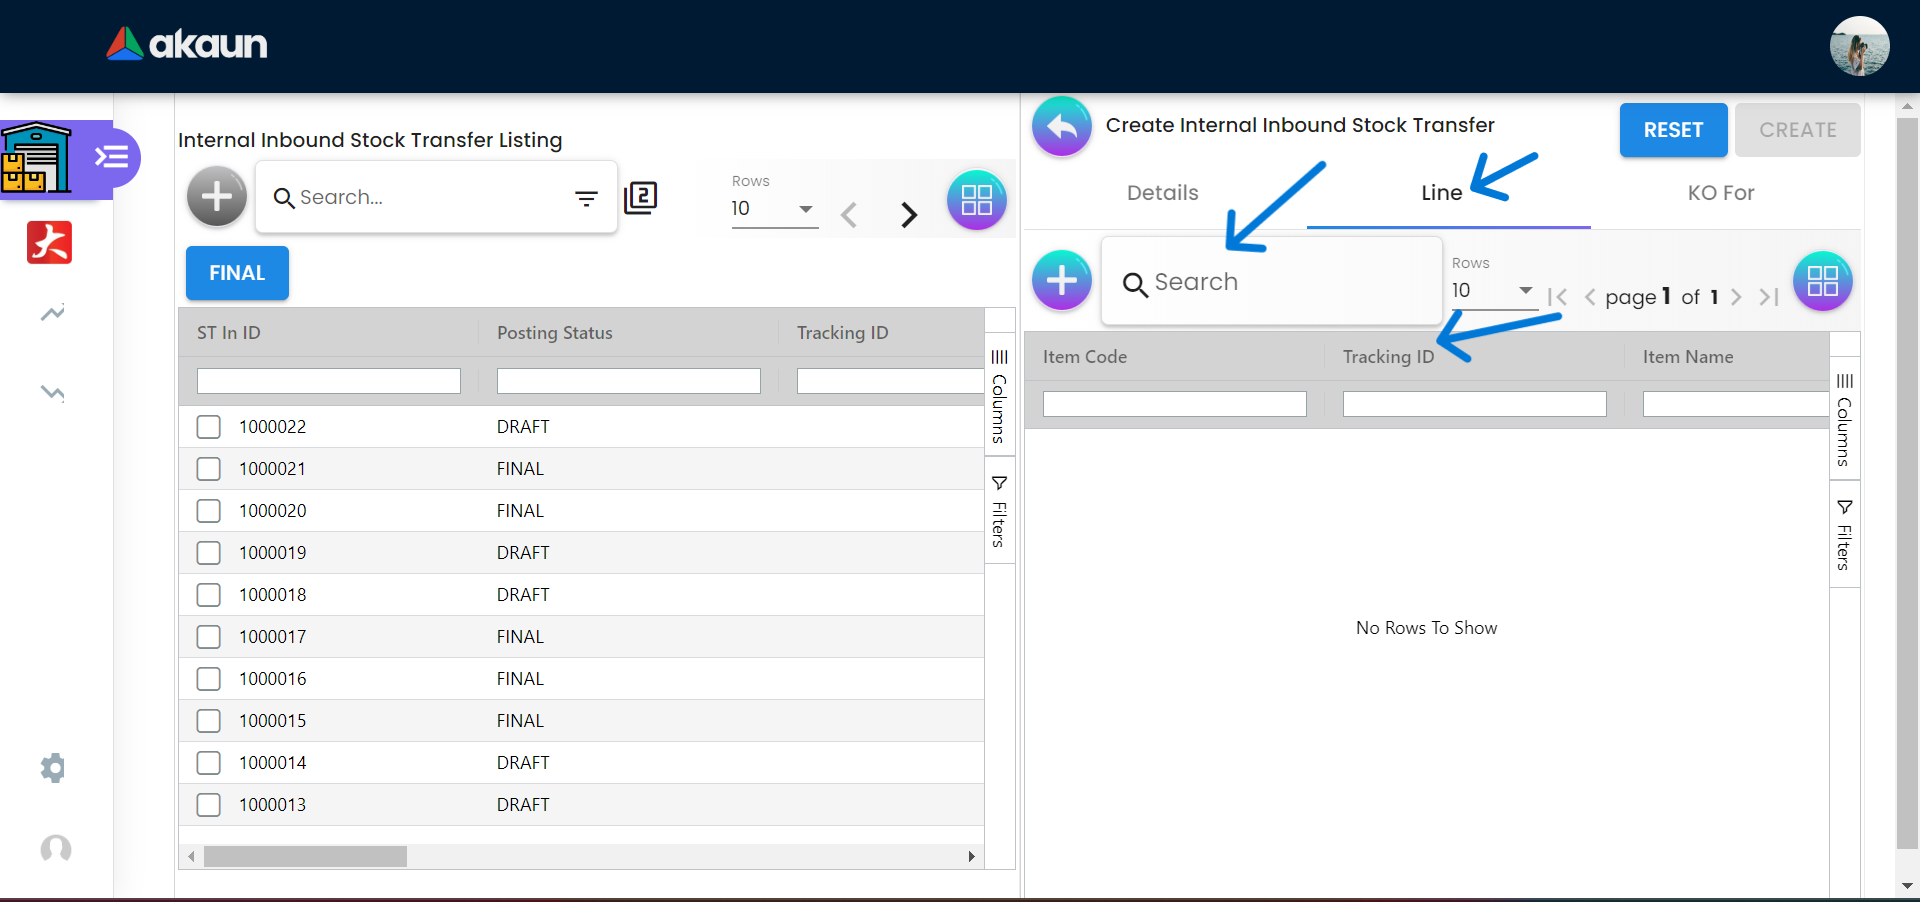 akaun
Internal Inbound Stock Transfer Listing
Search...
2
Rows
10
FINAL
ST In ID Posting Status Tracking ID
1000022 DRAFT
1000021 FINAL
1000020 FINAL
1000019 DRAFT
1000018 DRAFT
1000017 FINAL
1000016 FINAL
1000015 FINAL
1000014 DRAFT
1000013 DRAFT
Columns
Filters
Create Internal Inbound Stock Transfer
RESET
CREATE
Details Line KO For
Search
Rows
10
page 1 of 1
Item Code Tracking ID Item Name
No Rows To Show
Columns
Filters